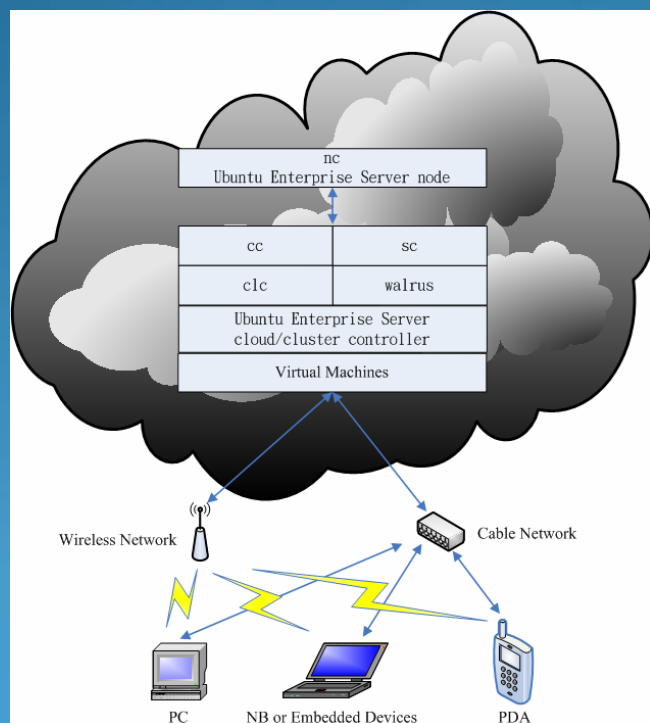 nc
Ubuntu Enterprise Server node
cc
sc
clc
walrus
Ubuntu Enterprise Server
cloud/cluster controller
Virtual Machines
Wireless Network
Cable Network
PC
NB or Embedded Devices
PDA